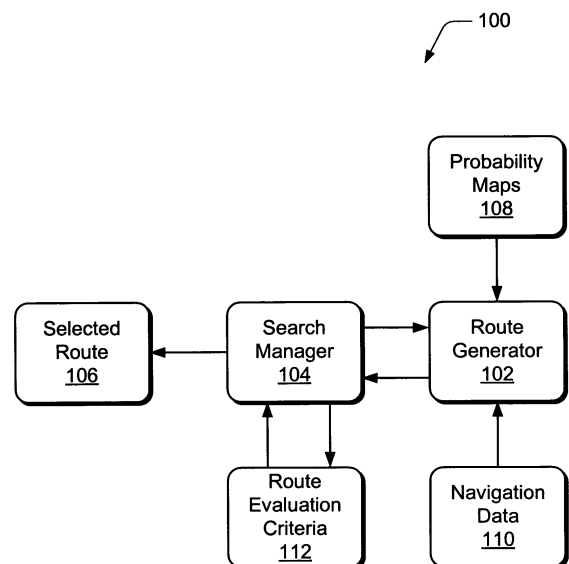 100
Probability
Maps
108
Selected
Route
106
Search
Manager
104
Route
Generator
102
Route
Evaluation
Criteria
112
Navigation
Data
110